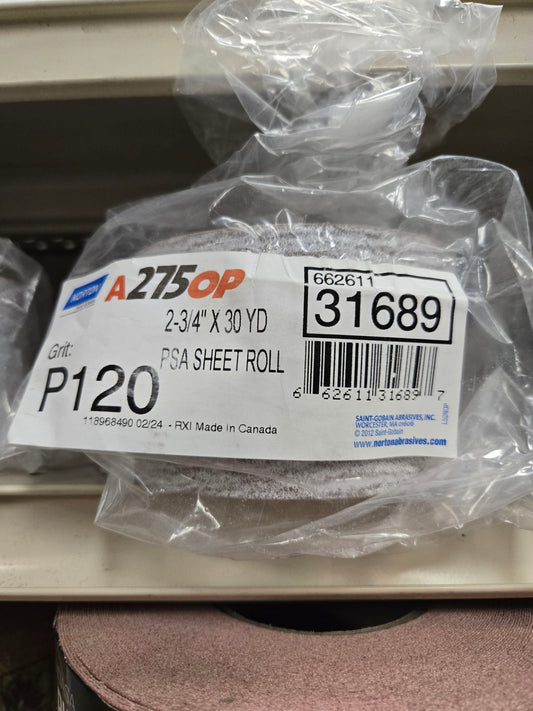 NORTON
A275OP
2-3/4" X 30 YD
PSA SHEET ROLL
Grit:
P120
118968490 02/24 - RXI Made in Canada
662611
31689
6 62611 31689 7
SAINT-GOBAIN ABRASIVES, INC.
WORCESTER, MA 01606
© 2012 Saint-Gobain
www.nortonabrasives.com